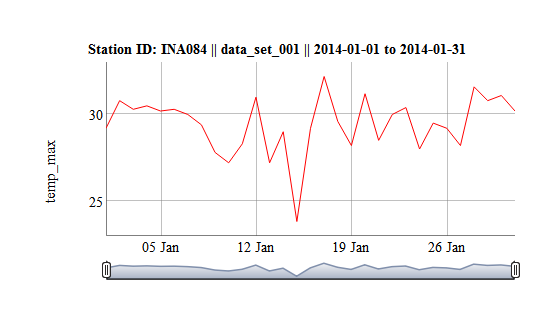 Station ID: INA084 || data_set_001 || 2014-01-01 to 2014-01-31
temp_max
30
25
05 Jan 12 Jan 19 Jan 26 Jan